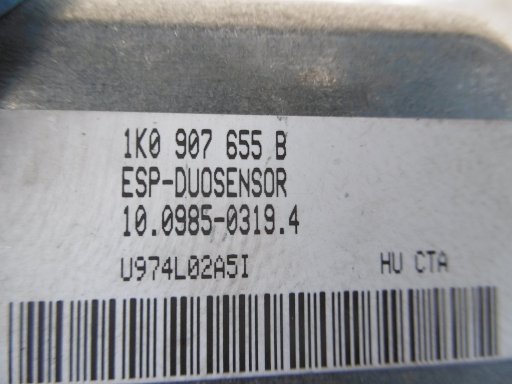 1K0 907 655 B
ESP-DUOSENSOR
10.0985-0319.4
U974L02A5I HU CTA